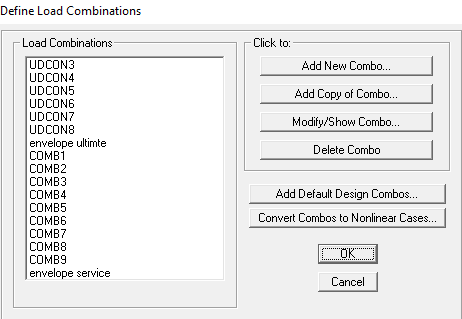 Define Load Combinations
Load Combinations
UDCON3
UDCON4
UDCON5
UDCON6
UDCON7
UDCON8
envelope ultimte
COMB1
COMB2
COMB3
COMB4
COMB5
COMB6
COMB7
COMB8
COMB9
envelope service
Click to:
Add New Combo...
Add Copy of Combo...
Modify/Show Combo...
Delete Combo
Add Default Design Combos...
Convert Combos to Nonlinear Cases...
OK
Cancel